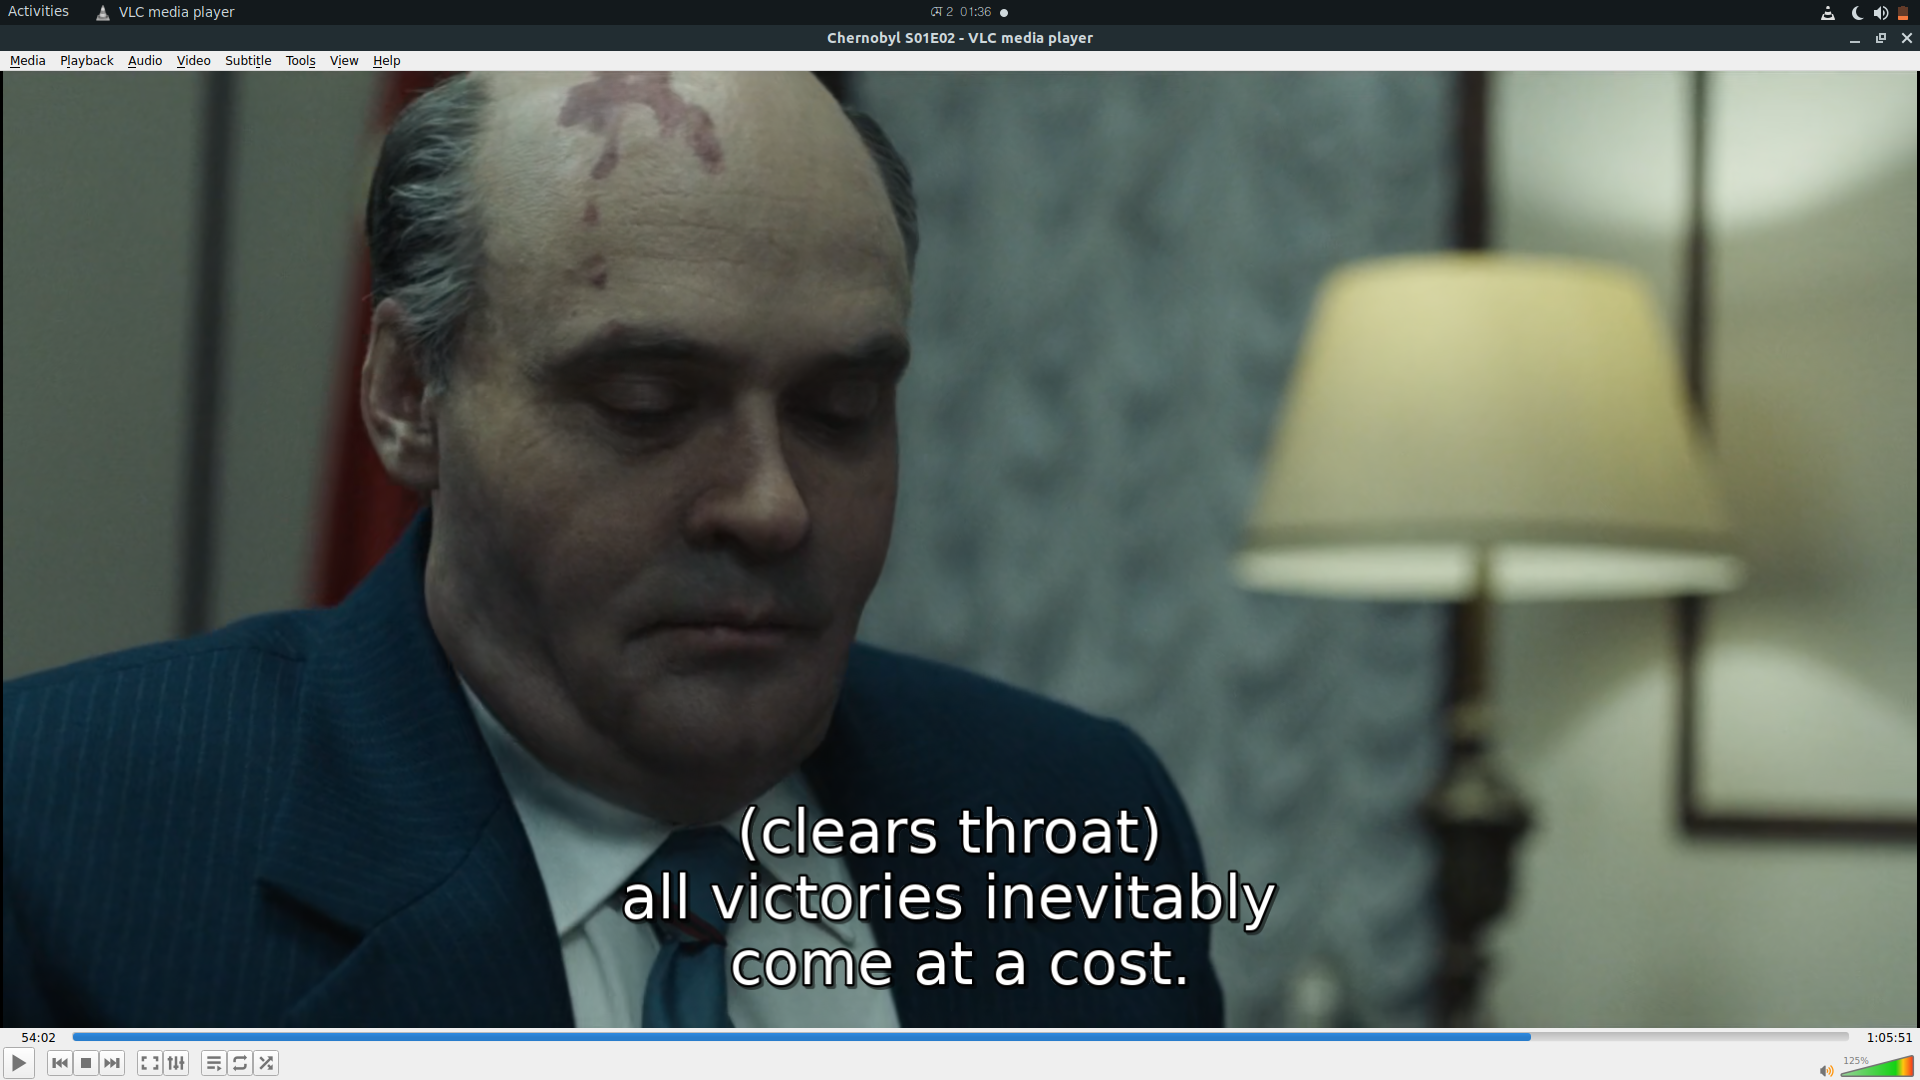 Activities VLC media player মে 2 01:36
Chernobyl S01E02 - VLC media player
Media Playback Audio Video Subtitle Tools View Help
(clears throat)
all victories inevitably
come at a cost.
54:02 1:05:51
125%